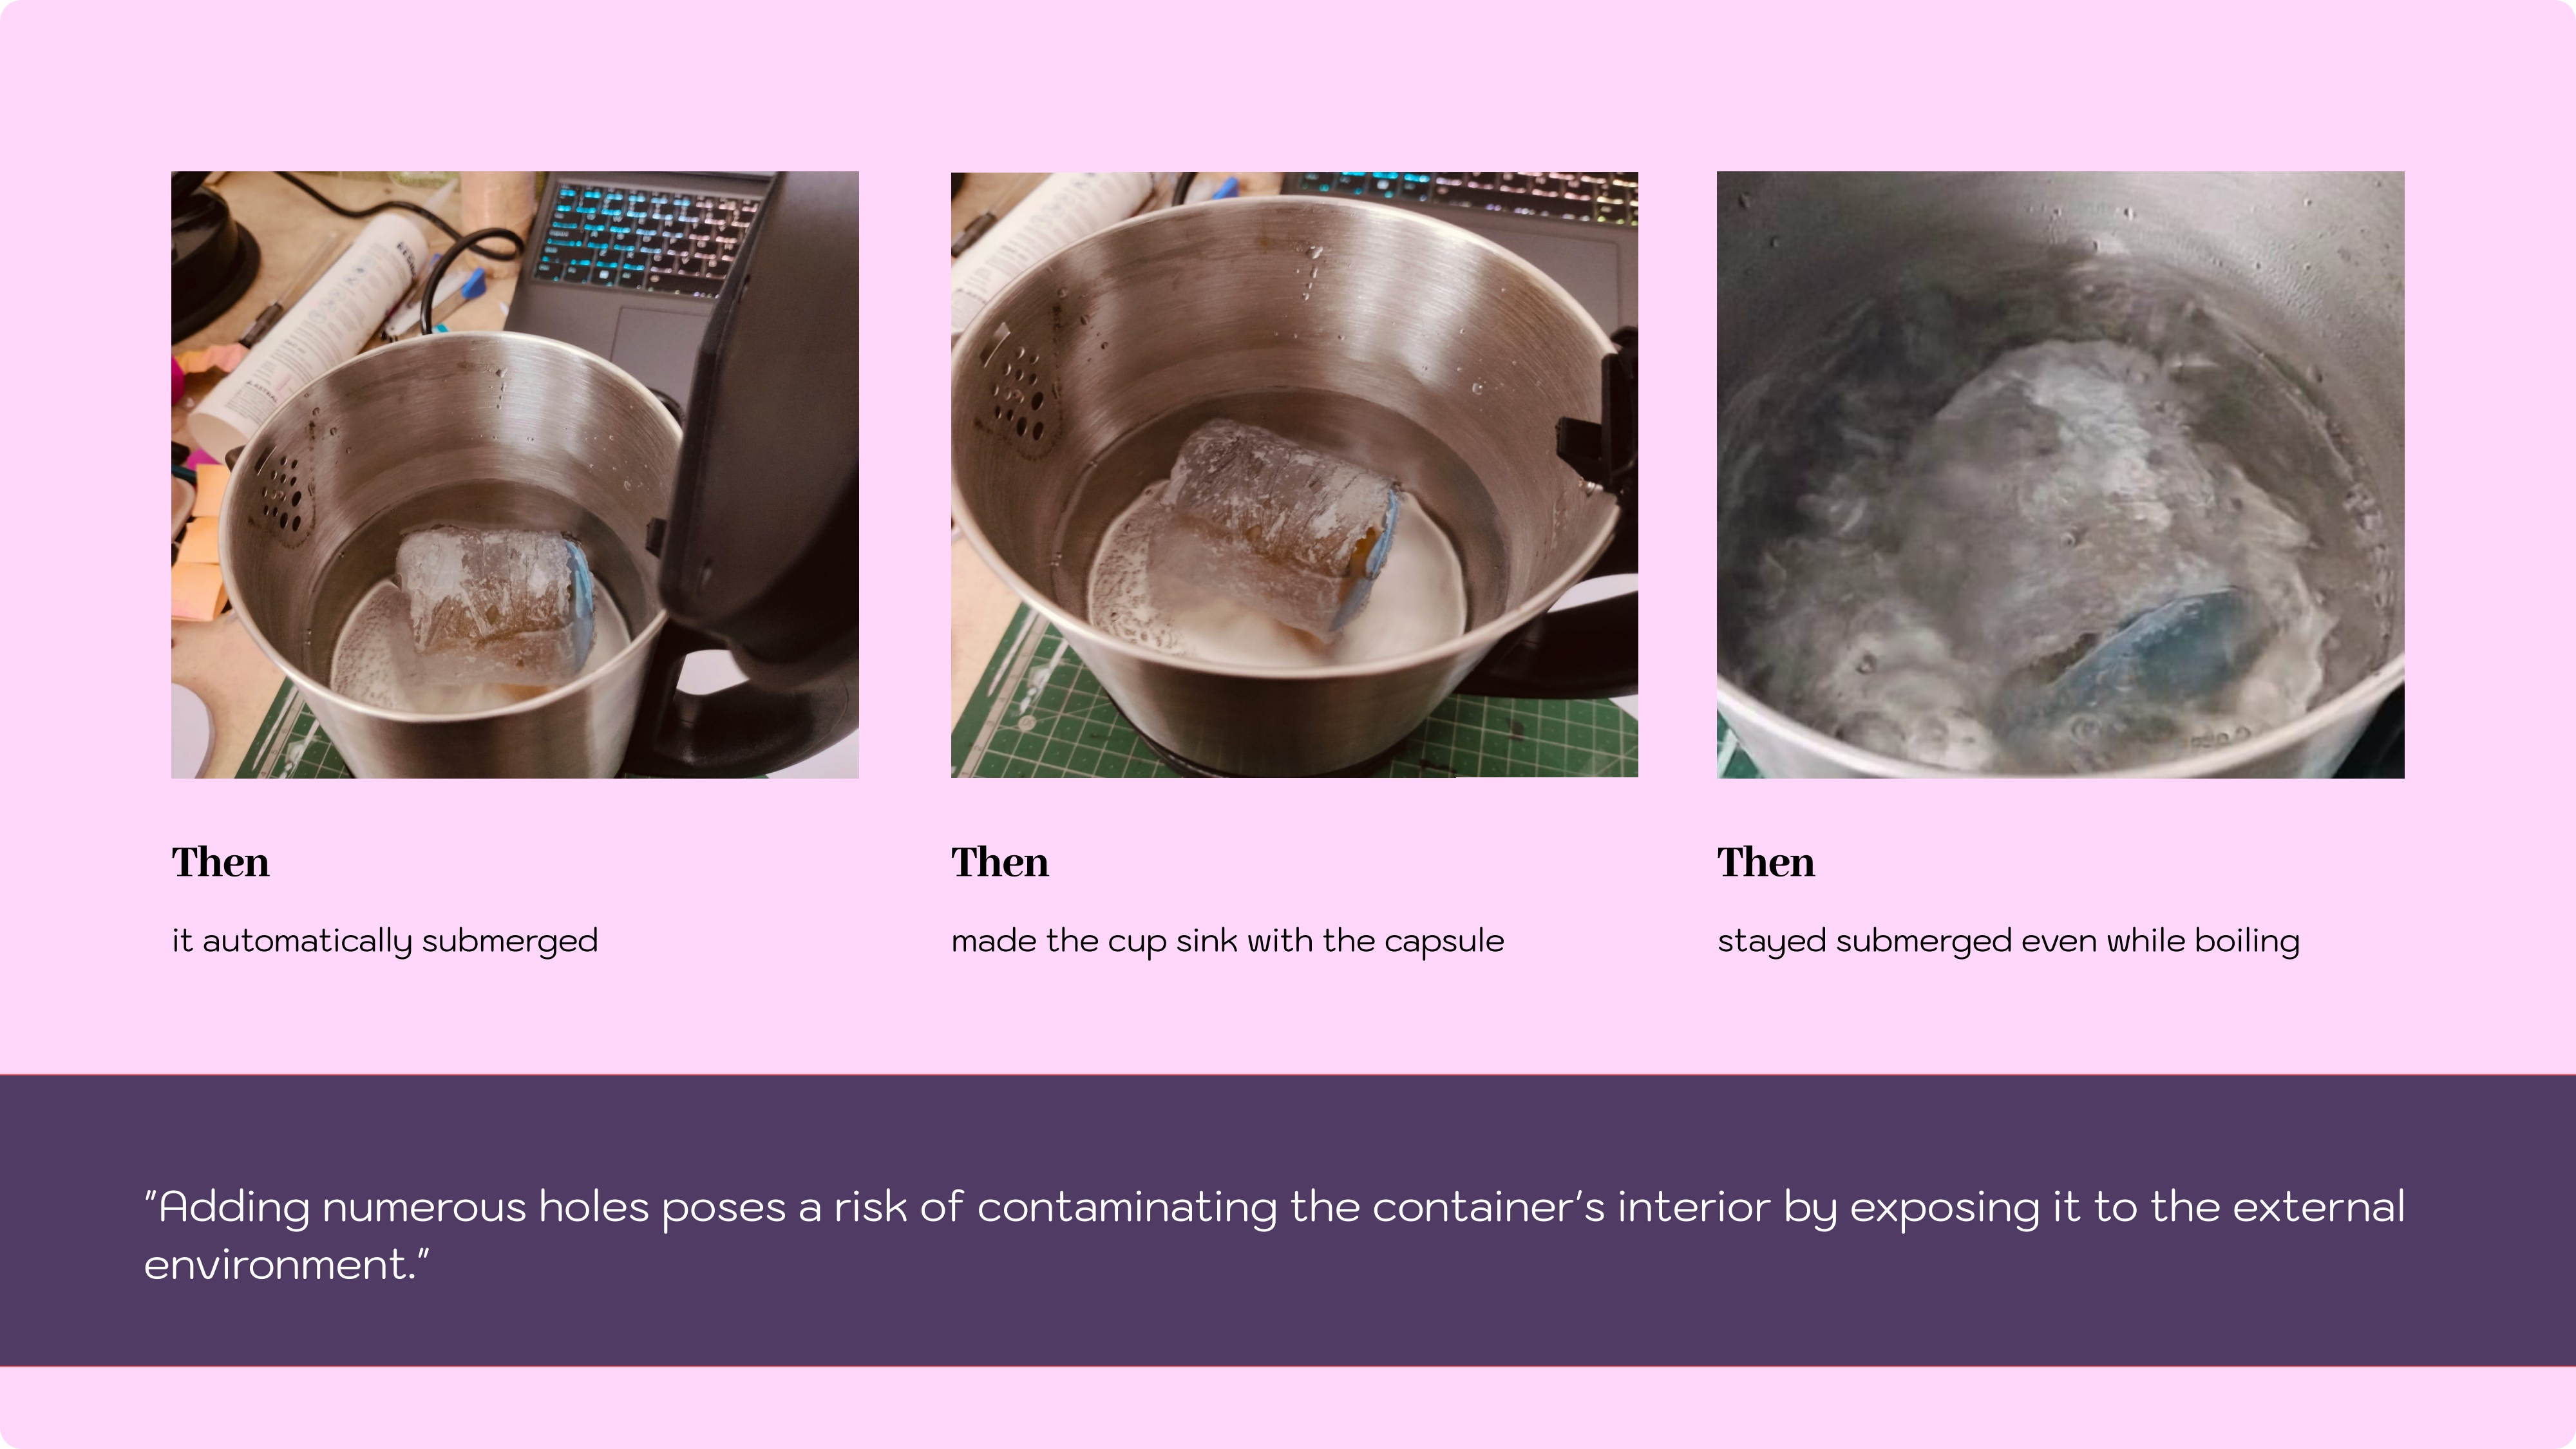 Then
it automatically submerged
Then
made the cup sink with the capsule
Then
stayed submerged even while boiling
"Adding numerous holes poses a risk of contaminating the container's interior by exposing it to the external
environment."